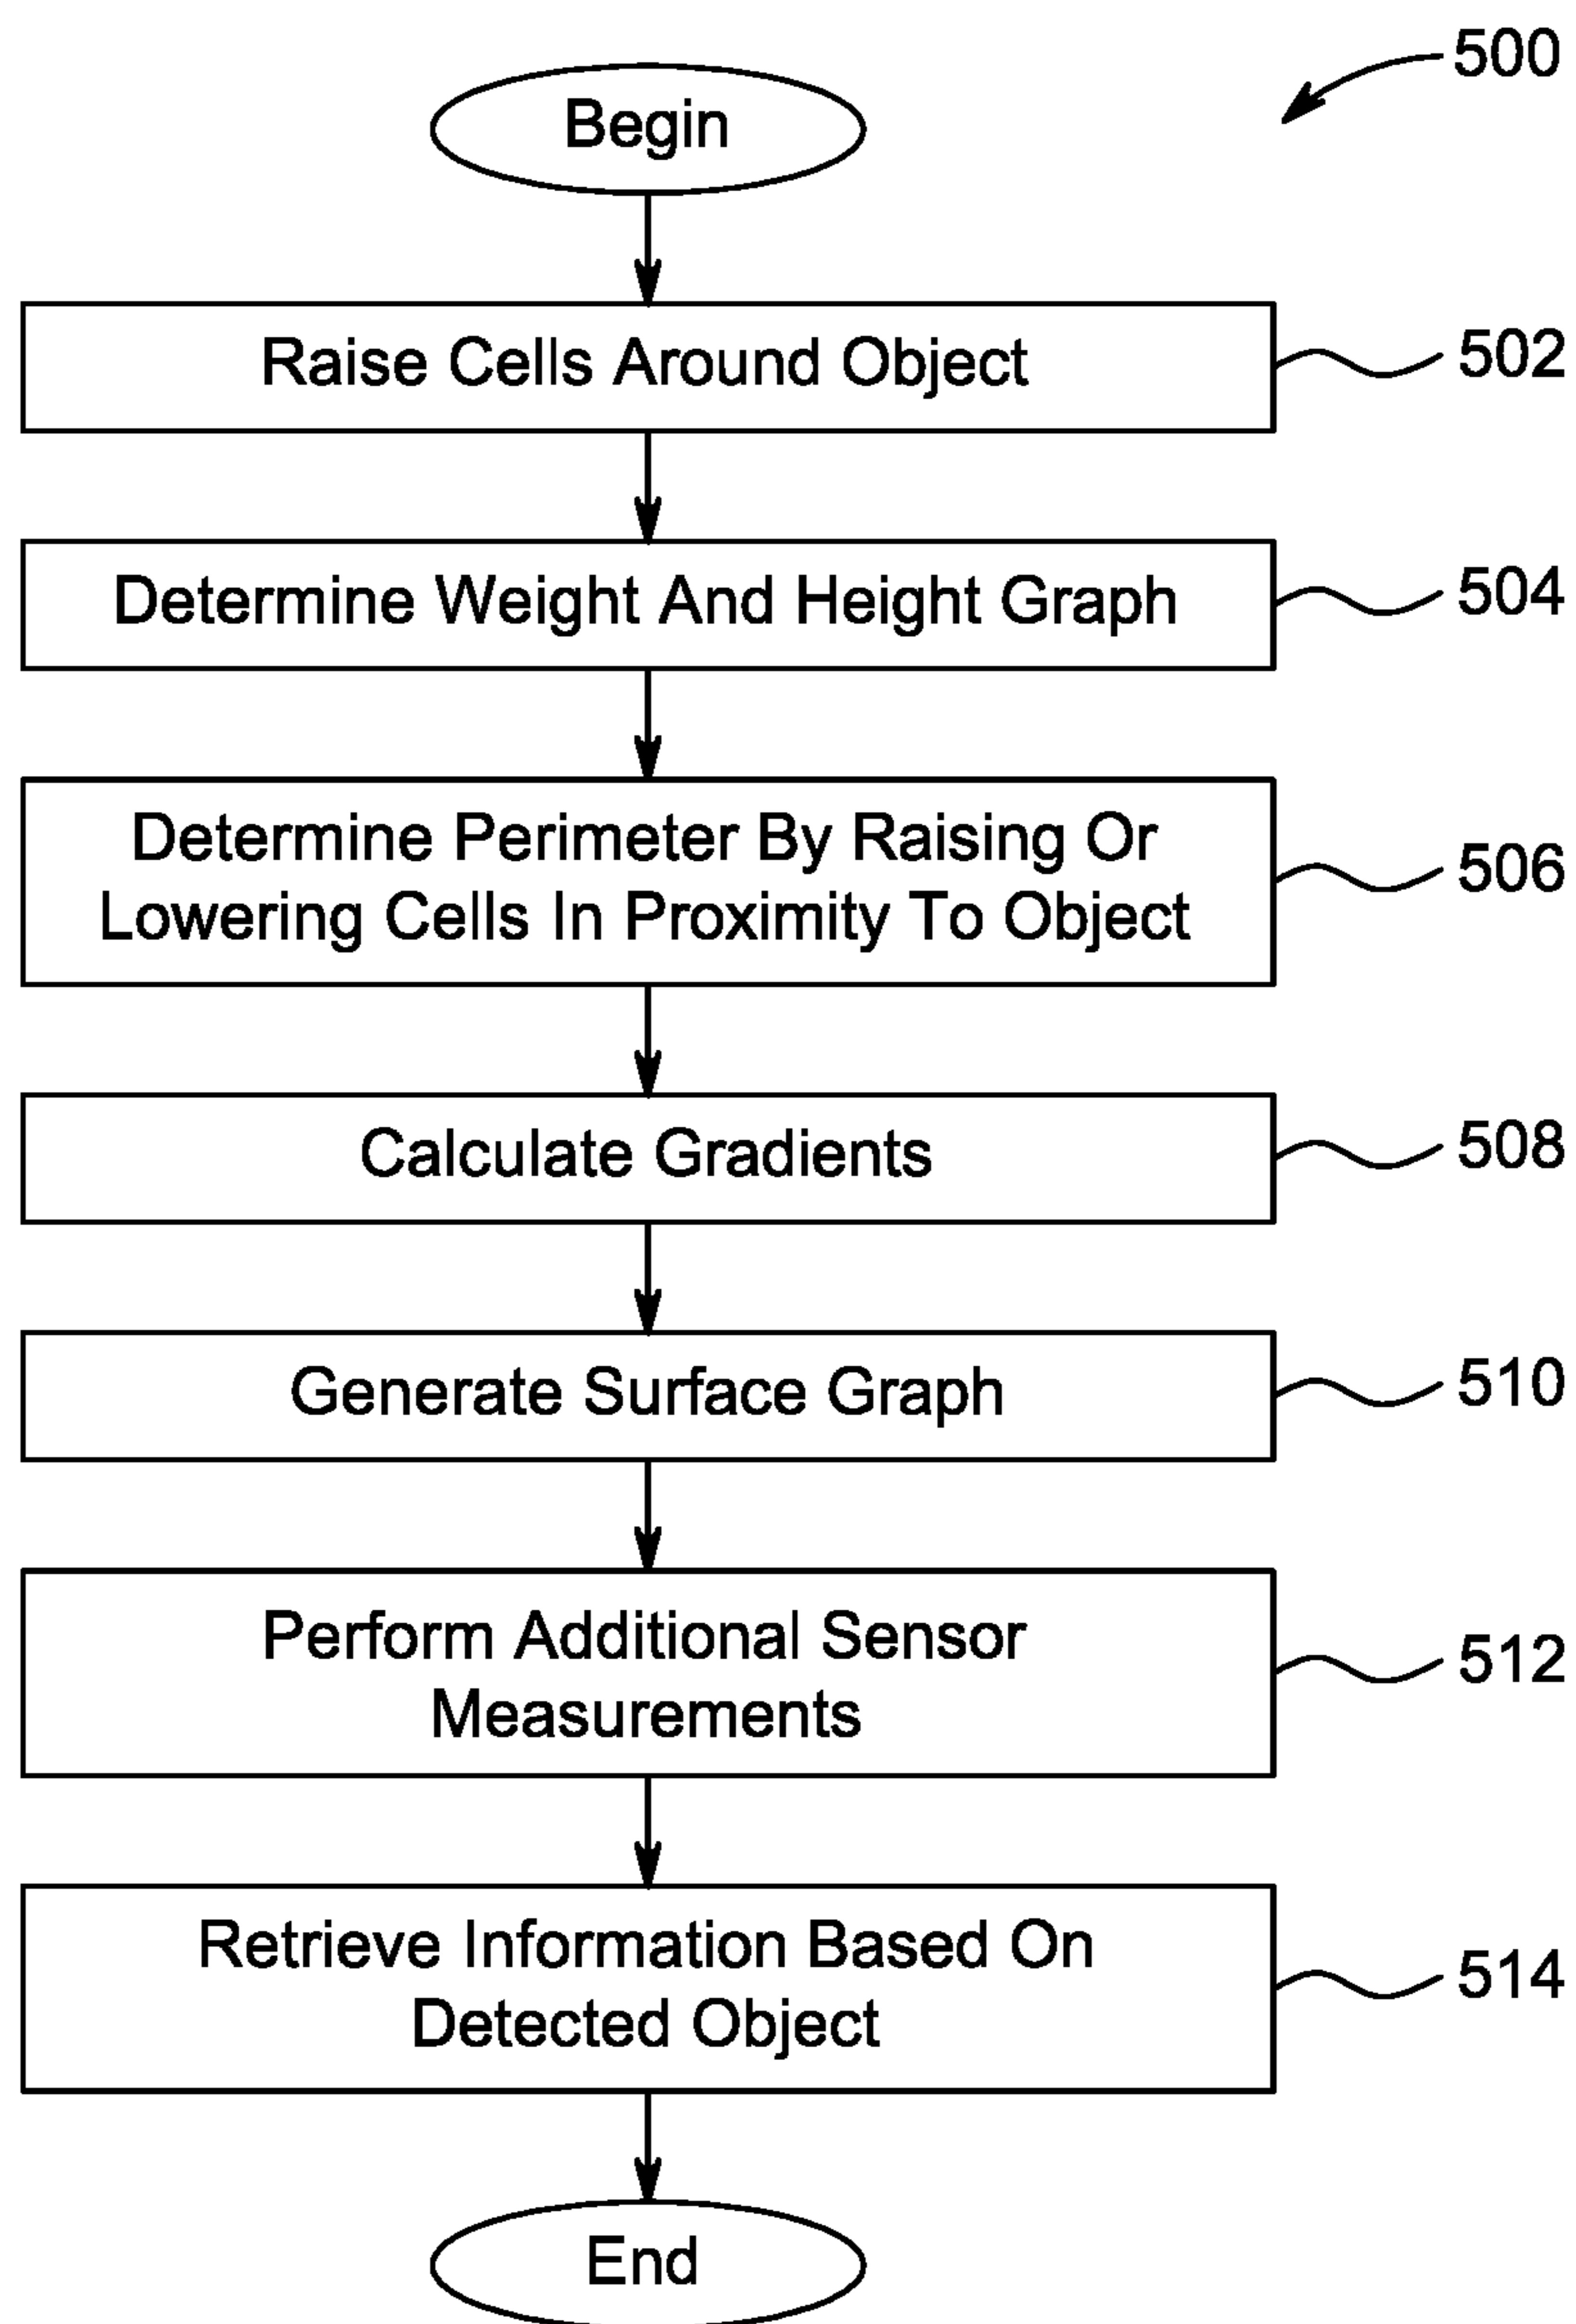 500
Begin
Raise Cells Around Object
502
Determine Weight And Height Graph
504
Determine Perimeter By Raising Or
Lowering Cells In Proximity To Object
506
Calculate Gradients
508
Generate Surface Graph
510
Perform Additional Sensor
Measurements
512
Retrieve Information Based On
Detected Object
514
End